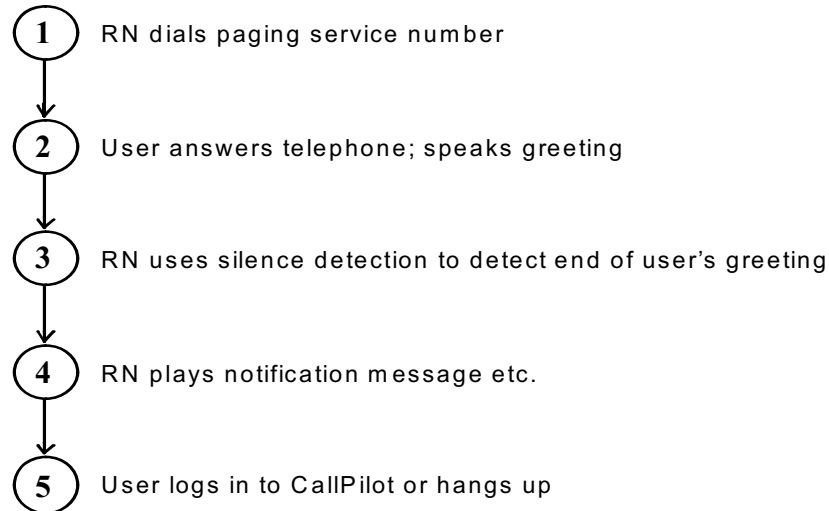 1 RN dials paging service number
2 User answers telephone; speaks greeting
3 RN uses silence detection to detect end of user’s greeting
4 RN plays notification message etc.
5 User logs in to CallPilot or hangs up